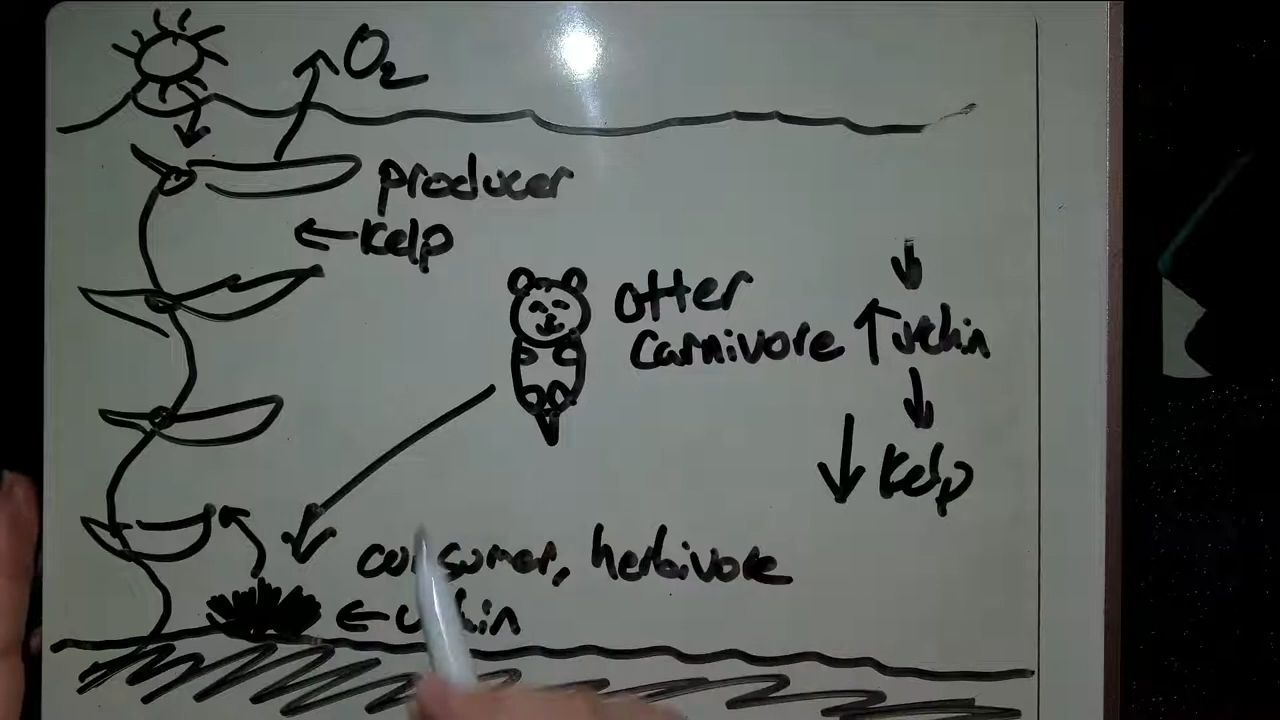 O₂
producer
←Kelp
otter
carnivore
↓
↑urchin
↓
↓ Kelp
consumer, herbivore
←